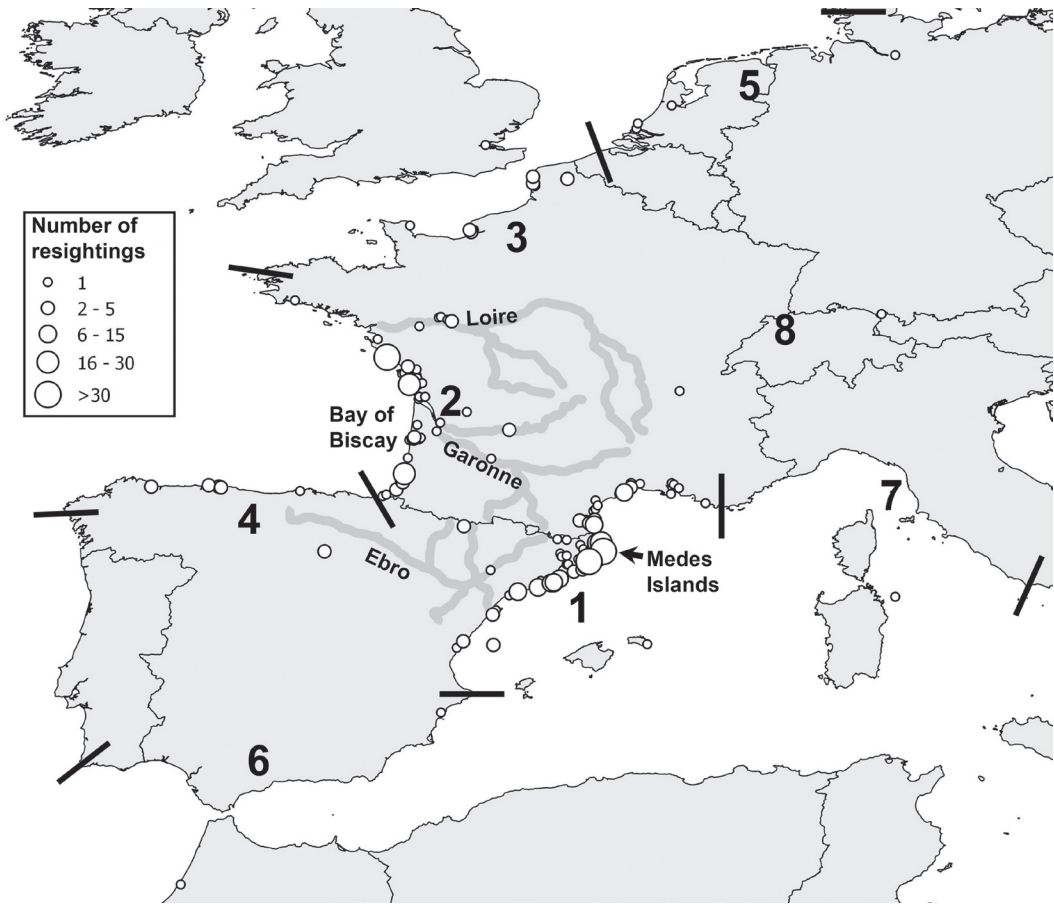 5
3
Number of
resightings
1
2 - 5
6 - 15
16 - 30
>30
Loire
8
2
Bay of
Biscay
Garonne
7
4
Ebro
Medes
Islands
1
6